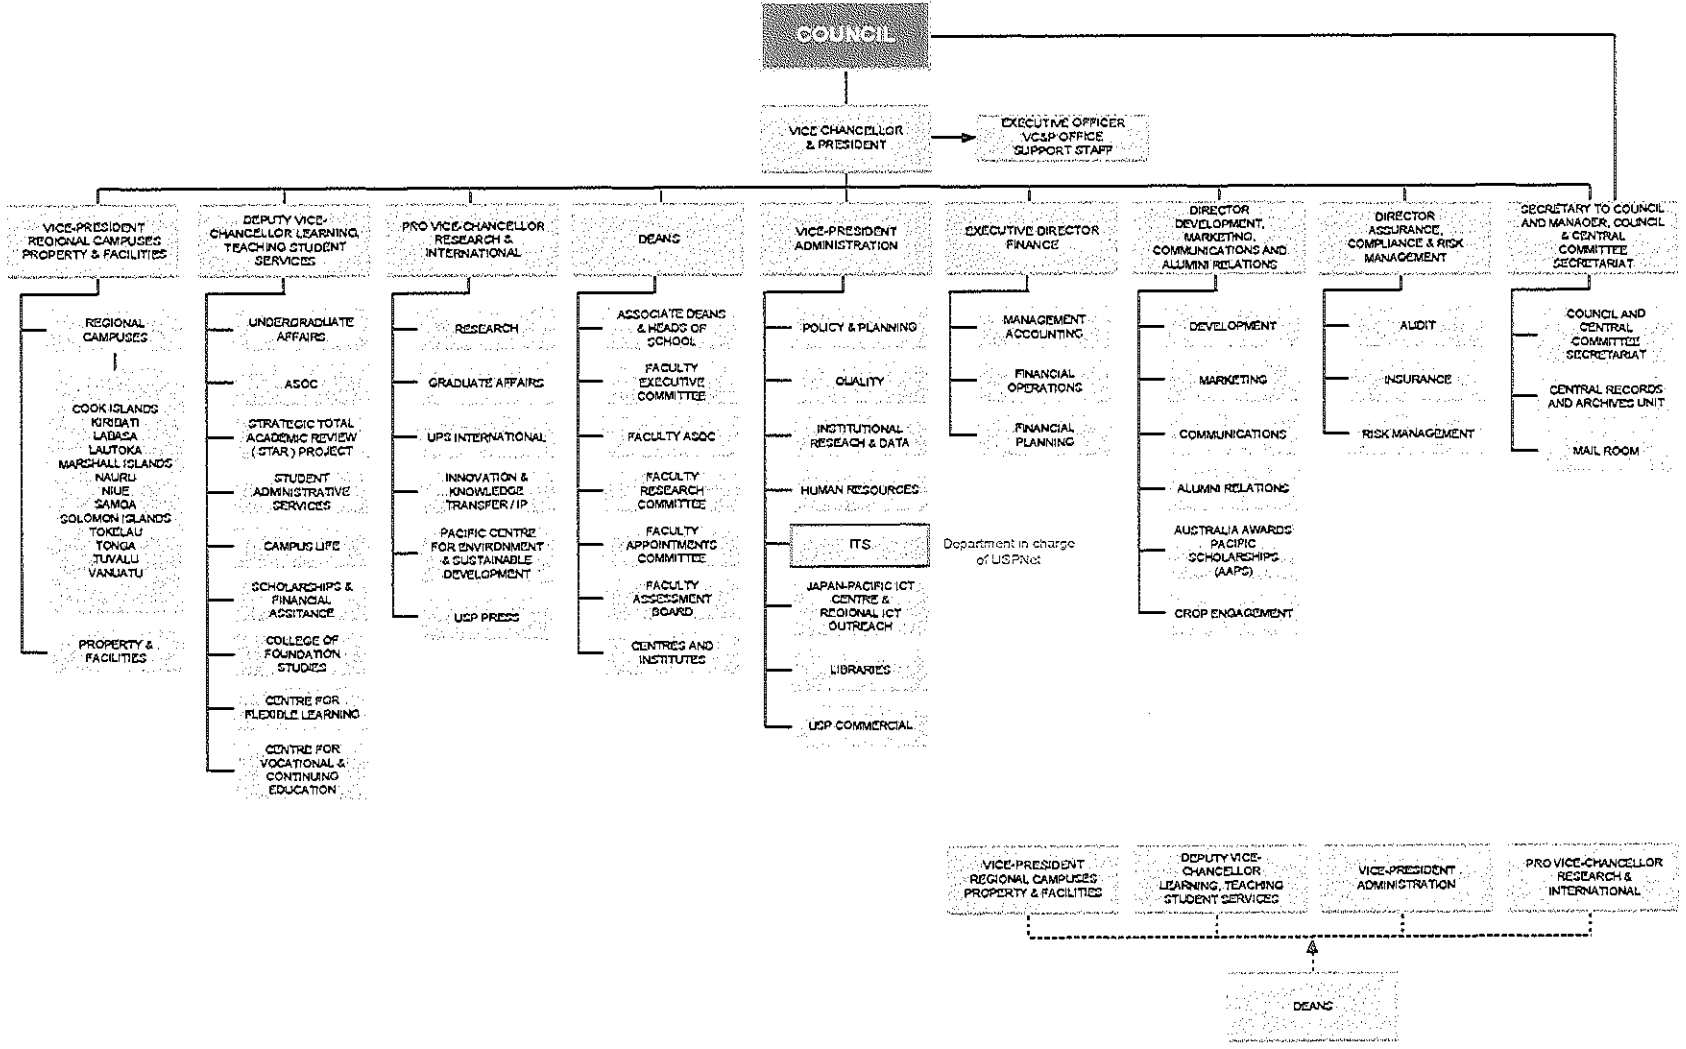 COUNCIL
VICE CHANCELLOR
& PRESIDENT
EXECUTIVE OFFICER
VC&P OFFICE
SUPPORT STAFF
VICE-PRESIDENT
REGIONAL CAMPUSES
PROPERTY & FACILITIES
DEPUTY VICE-
CHANCELLOR LEARNING,
TEACHING STUDENT
SERVICES
PRO VICE-CHANCELLOR
RESEARCH &
INTERNATIONAL
DEANS
VICE-PRESIDENT
ADMINISTRATION
EXECUTIVE DIRECTOR
FINANCE
DIRECTOR
DEVELOPMENT,
MARKETING,
COMMUNICATIONS AND
ALUMNI RELATIONS
DIRECTOR
ASSURANCE,
COMPLIANCE & RISK
MANAGEMENT
SECRETARY TO COUNCIL
AND MANAGER, COUNCIL
& CENTRAL
COMMITTEE
SECRETARIAT
REGIONAL
CAMPUSES
COOK ISLANDS
KIRIBATI
LABASA
LAUTOKA
MARSHALL ISLANDS
NAURU
NIUE
SAMOA
SOLOMON ISLANDS
TOKELAU
TONGA
TUVALU
VANUATU
PROPERTY &
FACILITIES
UNDERGRADUATE
AFFAIRS
ASOC
STRATEGIC TOTAL
ACADEMIC REVIEW
( STAR ) PROJECT
STUDENT
ADMINISTRATIVE
SERVICES
CAMPUS LIFE
SCHOLARSHIPS &
FINANCIAL
ASSITANCE
COLLEGE OF
FOUNDATION
STUDIES
CENTRE FOR
FLEXIBLE LEARNING
CENTRE FOR
VOCATIONAL &
CONTINUING
EDUCATION
RESEARCH
GRADUATE AFFAIRS
UPS INTERNATIONAL
INNOVATION &
KNOWLEDGE
TRANSFER / IP
PACIFIC CENTRE
FOR ENVIRONMENT
& SUSTAINABLE
DEVELOPMENT
USP PRESS
ASSOCIATE DEANS
& HEADS OF
SCHOOL
FACULTY
EXECUTIVE
COMMITTEE
FACULTY ASOC
FACULTY
RESEARCH
COMMITTEE
FACULTY
APPOINTMENTS
COMMITTEE
FACULTY
ASSESSMENT
BOARD
CENTRES AND
INSTITUTES
POLICY & PLANNING
QUALITY
INSTITUTIONAL
RESEACH & DATA
HUMAN RESOURCES
ITS
Department in charge
of USPNet
JAPAN-PACIFIC ICT
CENTRE &
REGIONAL ICT
OUTREACH
LIBRARIES
USP COMMERCIAL
MANAGEMENT
ACCOUNTING
FINANCIAL
OPERATIONS
FINANCIAL
PLANNING
DEVELOPMENT
MARKETING
COMMUNICATIONS
ALUMNI RELATIONS
AUSTRALIA AWARDS
PACIFIC
SCHOLARSHIPS
(AAPS)
CROP ENGAGEMENT
AUDIT
INSURANCE
RISK MANAGEMENT
COUNCIL AND
CENTRAL
COMMITTEE
SECRETARIAT
CENTRAL RECORDS
AND ARCHIVES UNIT
MAIL ROOM
VICE-PRESIDENT
REGIONAL CAMPUSES
PROPERTY & FACILITIES
DEPUTY VICE-
CHANCELLOR
LEARNING, TEACHING
STUDENT SERVICES
VICE-PRESIDENT
ADMINISTRATION
PRO VICE-CHANCELLOR
RESEARCH &
INTERNATIONAL
DEANS